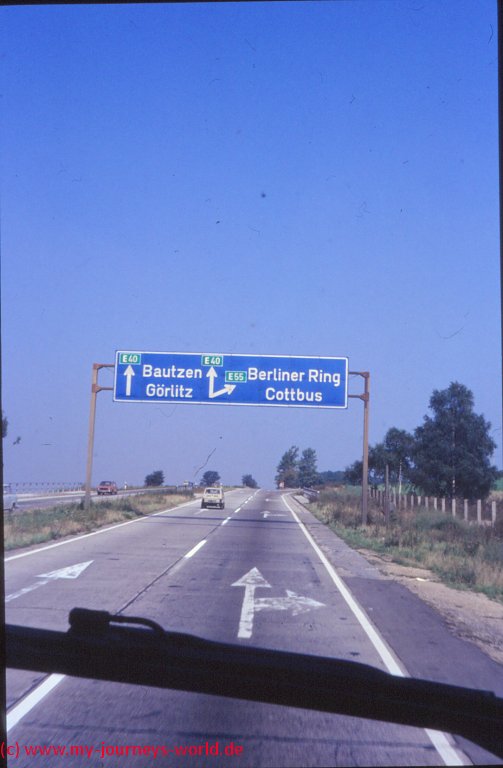 E40 E40
Bautzen E55 Berliner Ring
Görlitz Cottbus
(c) www.my-journeys-world.de